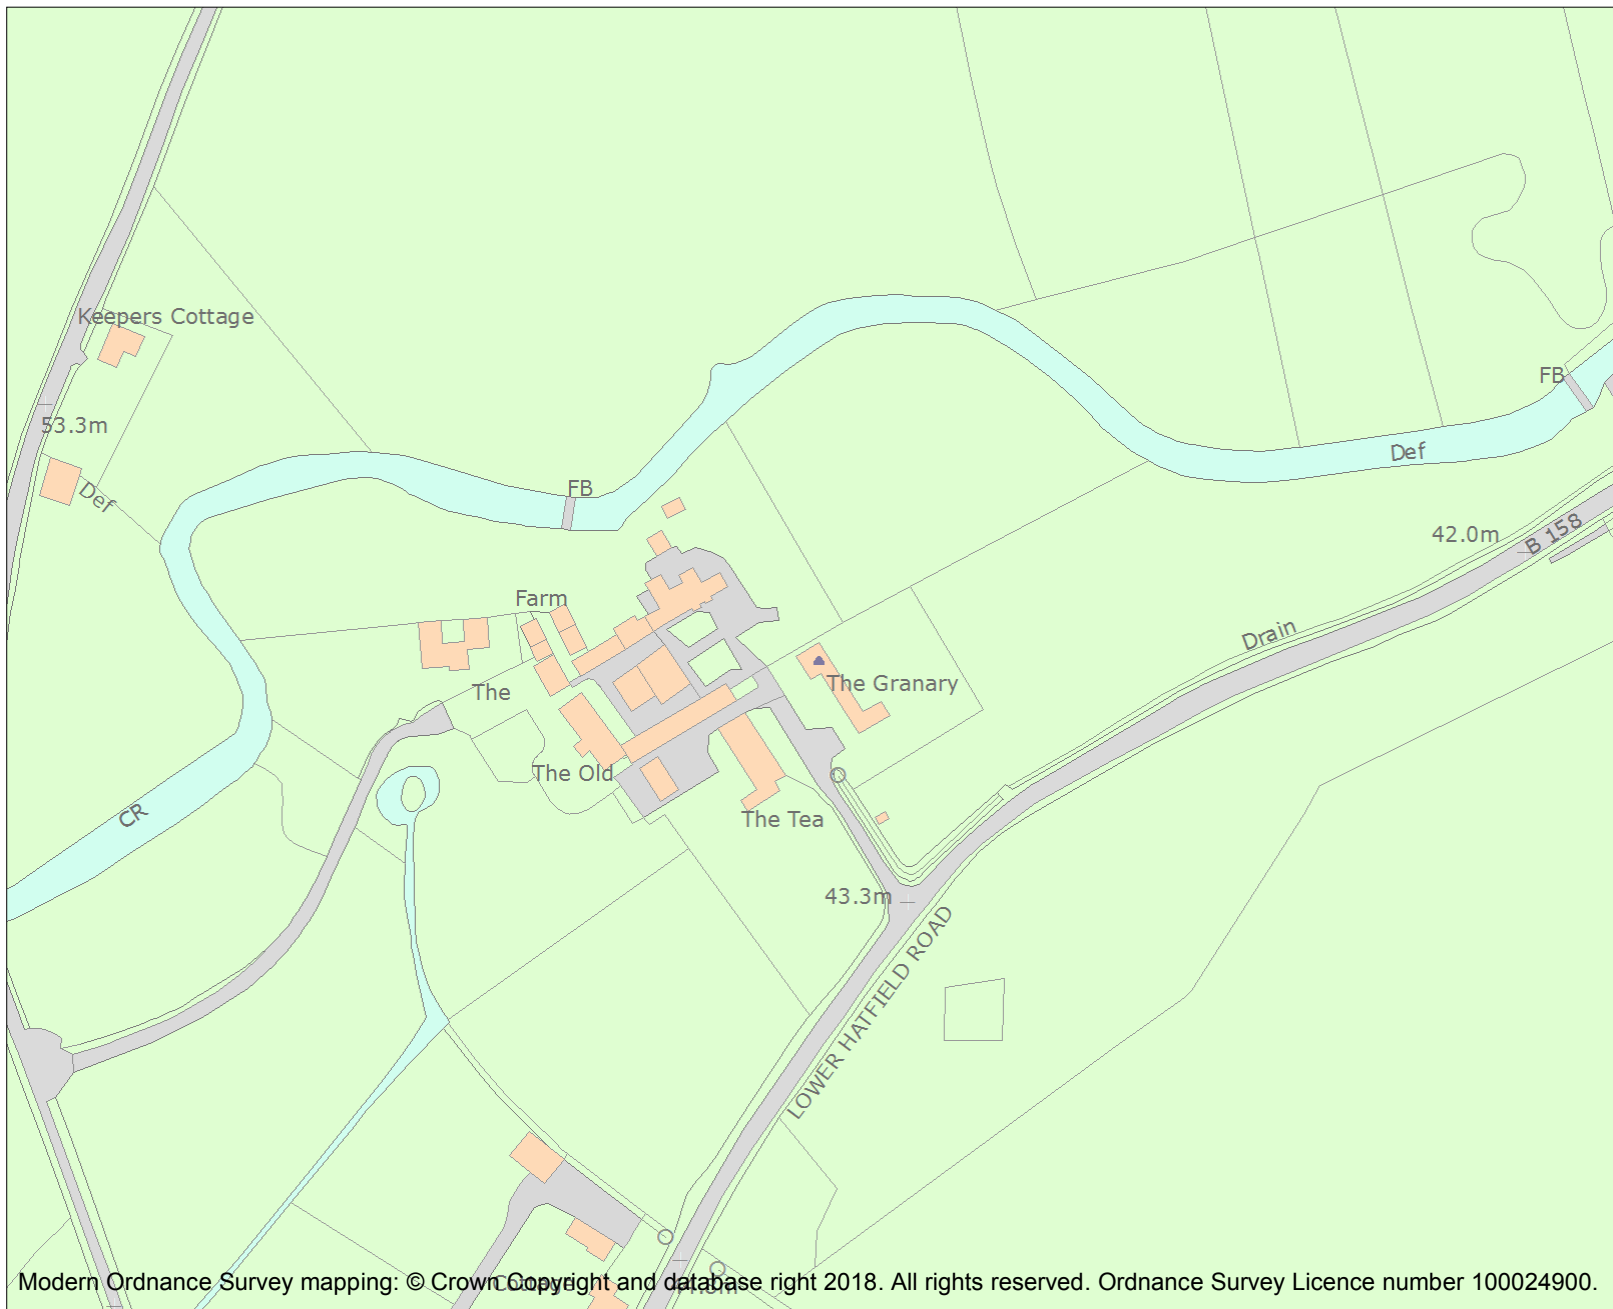 Keepers Cottage
FB
53.3m
Def
Def
FB
42.0m
B 158
Farm
Drain
The
The Granary
The Old
CR
The Tea
43.3m
LOWER HATFIELD ROAD
Cottage
Modern Ordnance Survey mapping: © Crown Copyright and database right 2018. All rights reserved. Ordnance Survey Licence number 100024900.